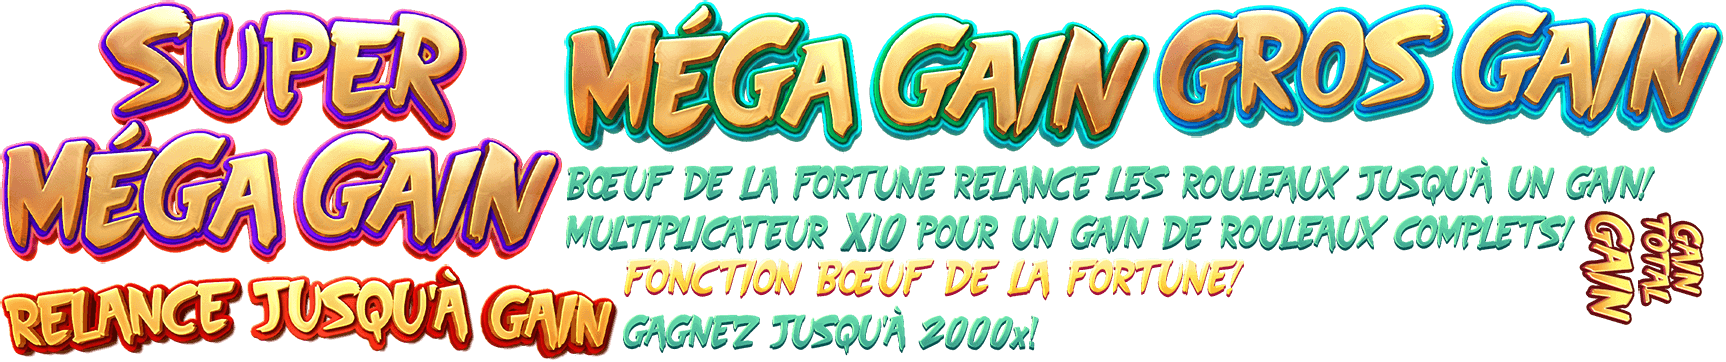 SUPER
MÉGA GAIN
RELANCE JUSQU'À GAIN
MÉGA GAIN
GROS GAIN
BŒUF DE LA FORTUNE RELANCE LES ROULEAUX JUSQU'À UN GAIN!
MULTIPLICATEUR X10 POUR UN GAIN DE ROULEAUX COMPLETS!
FONCTION BŒUF DE LA FORTUNE!
GAGNEZ JUSQU'À 2000x!
GAIN
TOTAL
GAIN